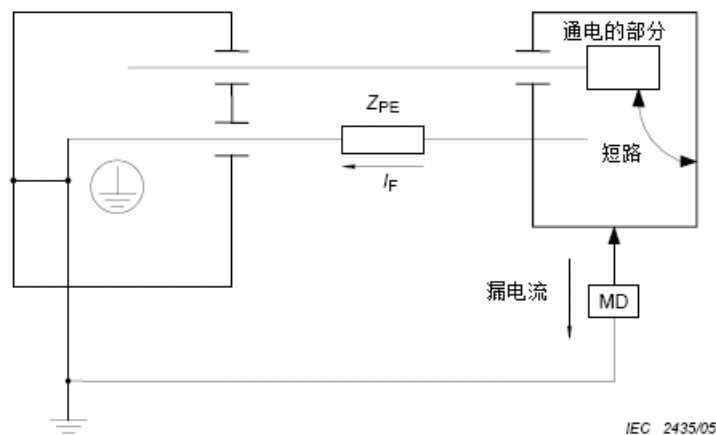 通电的部分
ZPE
短路
IF
漏电流
MD
IEC 2435/05